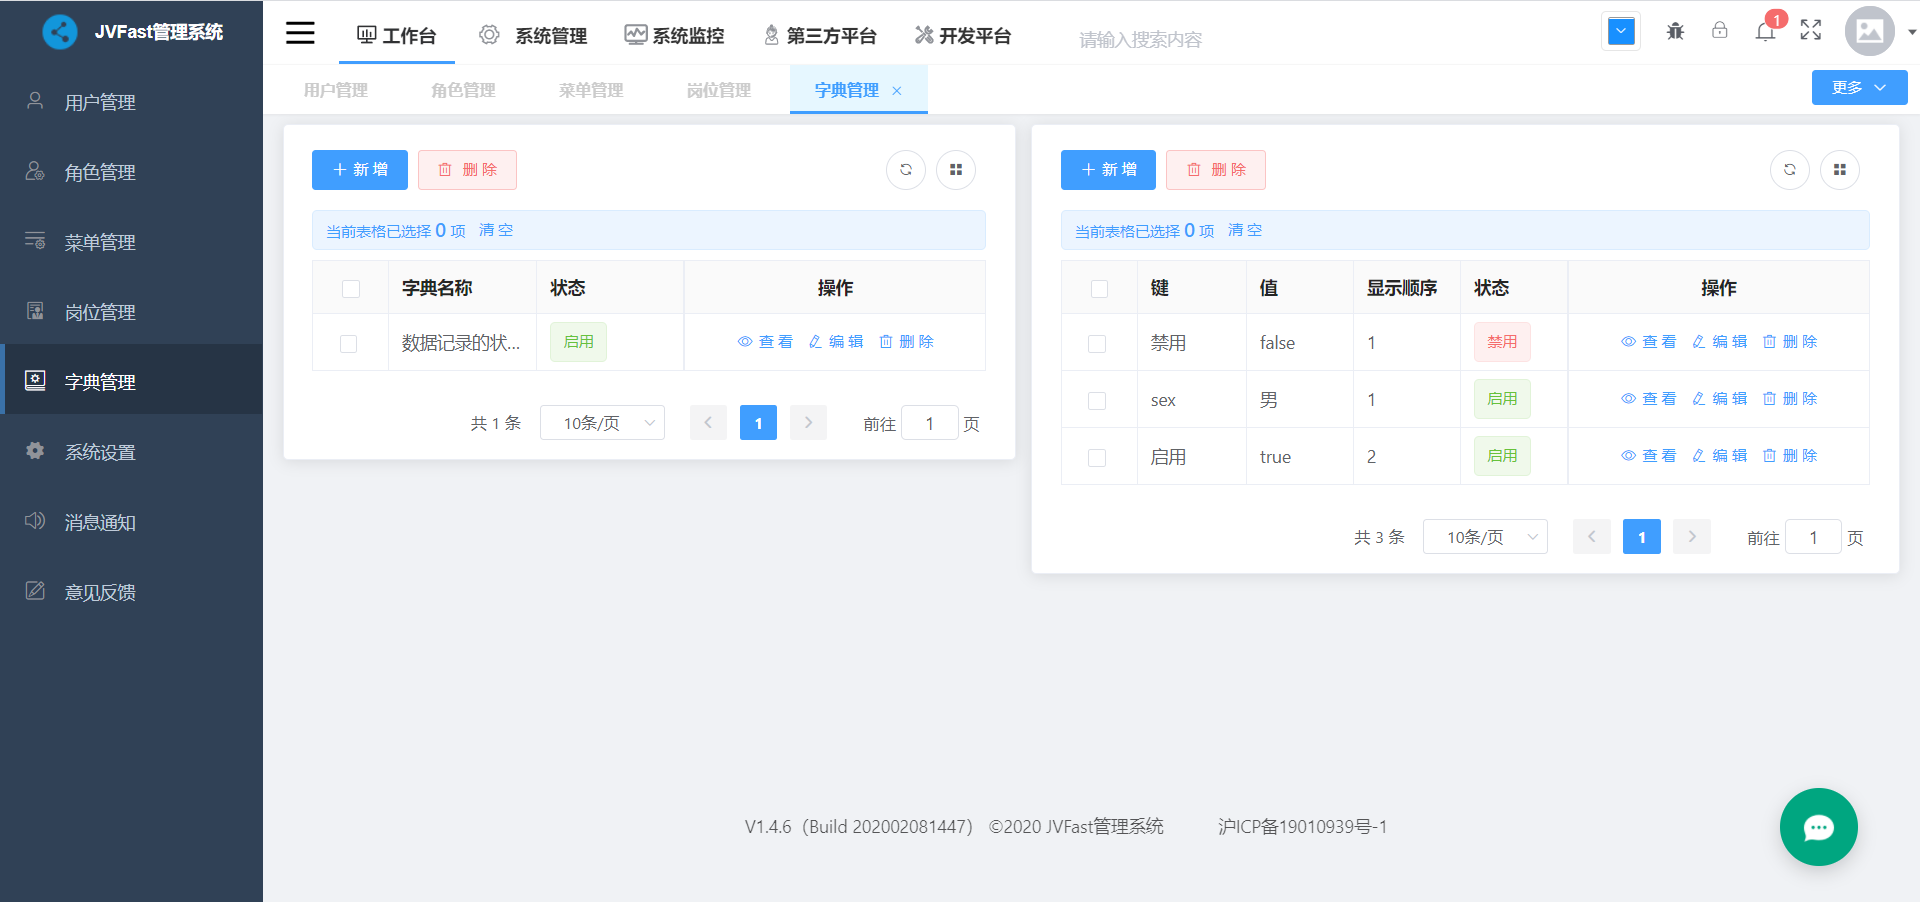 JVFast管理系统
工作台 系统管理 系统监控 第三方平台 开发平台 请输入搜索内容 1
用户管理 角色管理 菜单管理 岗位管理 字典管理 更多
用户管理
角色管理
菜单管理
岗位管理
字典管理
系统设置
消息通知
意见反馈
新增 删除
当前表格已选择 0 项 清空
字典名称 状态 操作
数据记录的状... 启用 查看 编辑 删除
共 1 条 10条/页 1 前往 1 页
新增 删除
当前表格已选择 0 项 清空
键 值 显示顺序 状态 操作
禁用 false 1 禁用 查看 编辑 删除
sex 男 1 启用 查看 编辑 删除
启用 true 2 启用 查看 编辑 删除
共 3 条 10条/页 1 前往 1 页
V1.4.6（Build 202002081447） ©2020 JVFast管理系统 沪ICP备19010939号-1